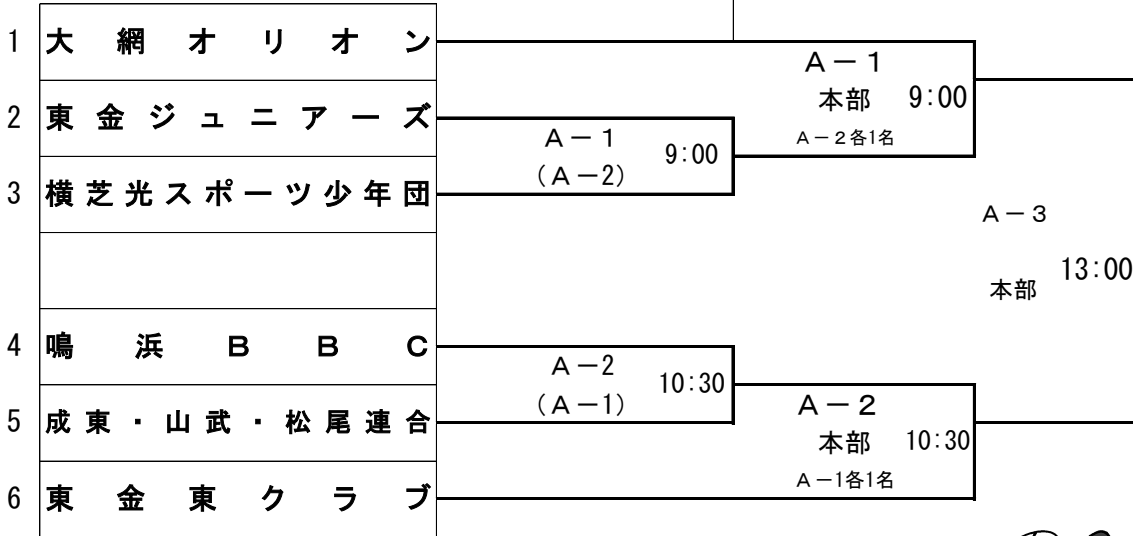 1 大網オリオン
A－1
本部 9:00
A－2各1名
2 東金ジュニアーズ
A－1 9:00
(A－2)
3 横芝光スポーツ少年団
A－3
13:00
本部
4 鳴浜BBC
A－2 10:30
(A－1)
5 成東・山武・松尾連合
A－2
本部 10:30
A－1各1名
6 東金東クラブ